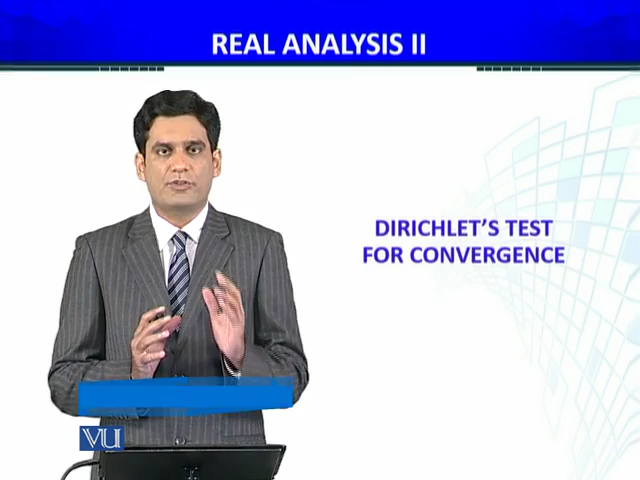 REAL ANALYSIS II
DIRICHLET'S TEST
FOR CONVERGENCE
VU